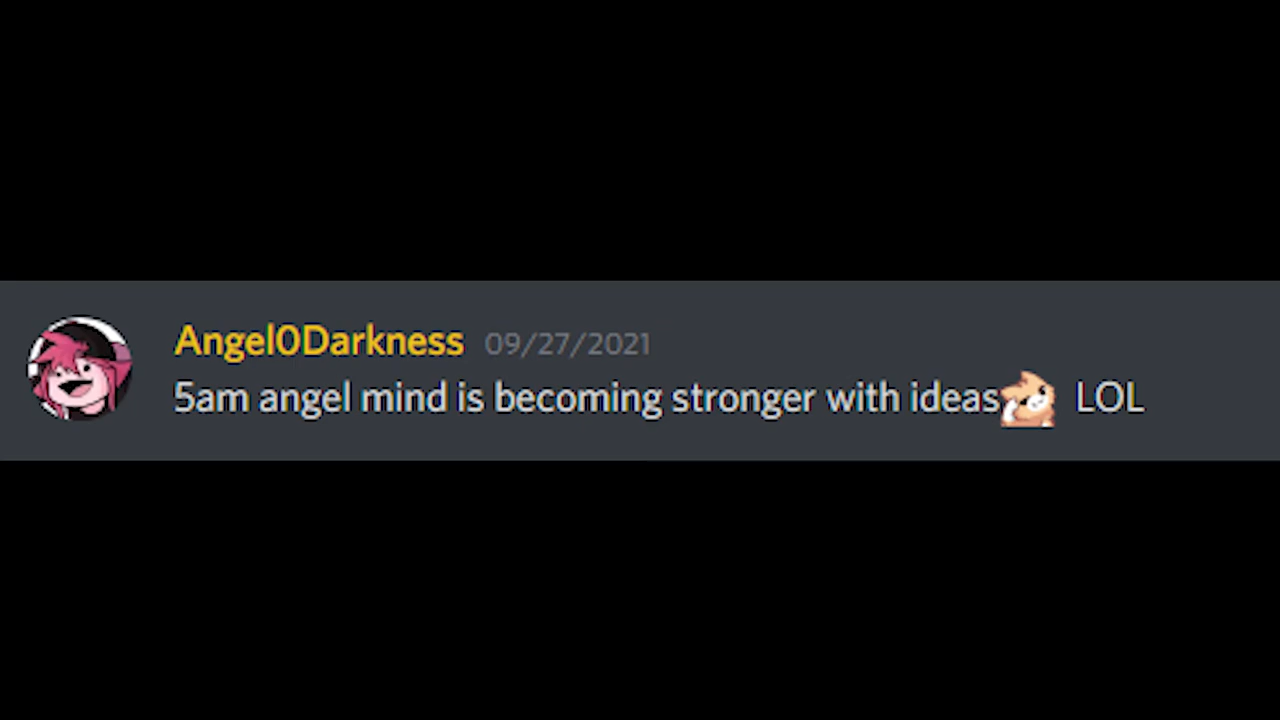 Angel0Darkness 09/27/2021
5am angel mind is becoming stronger with ideas LOL